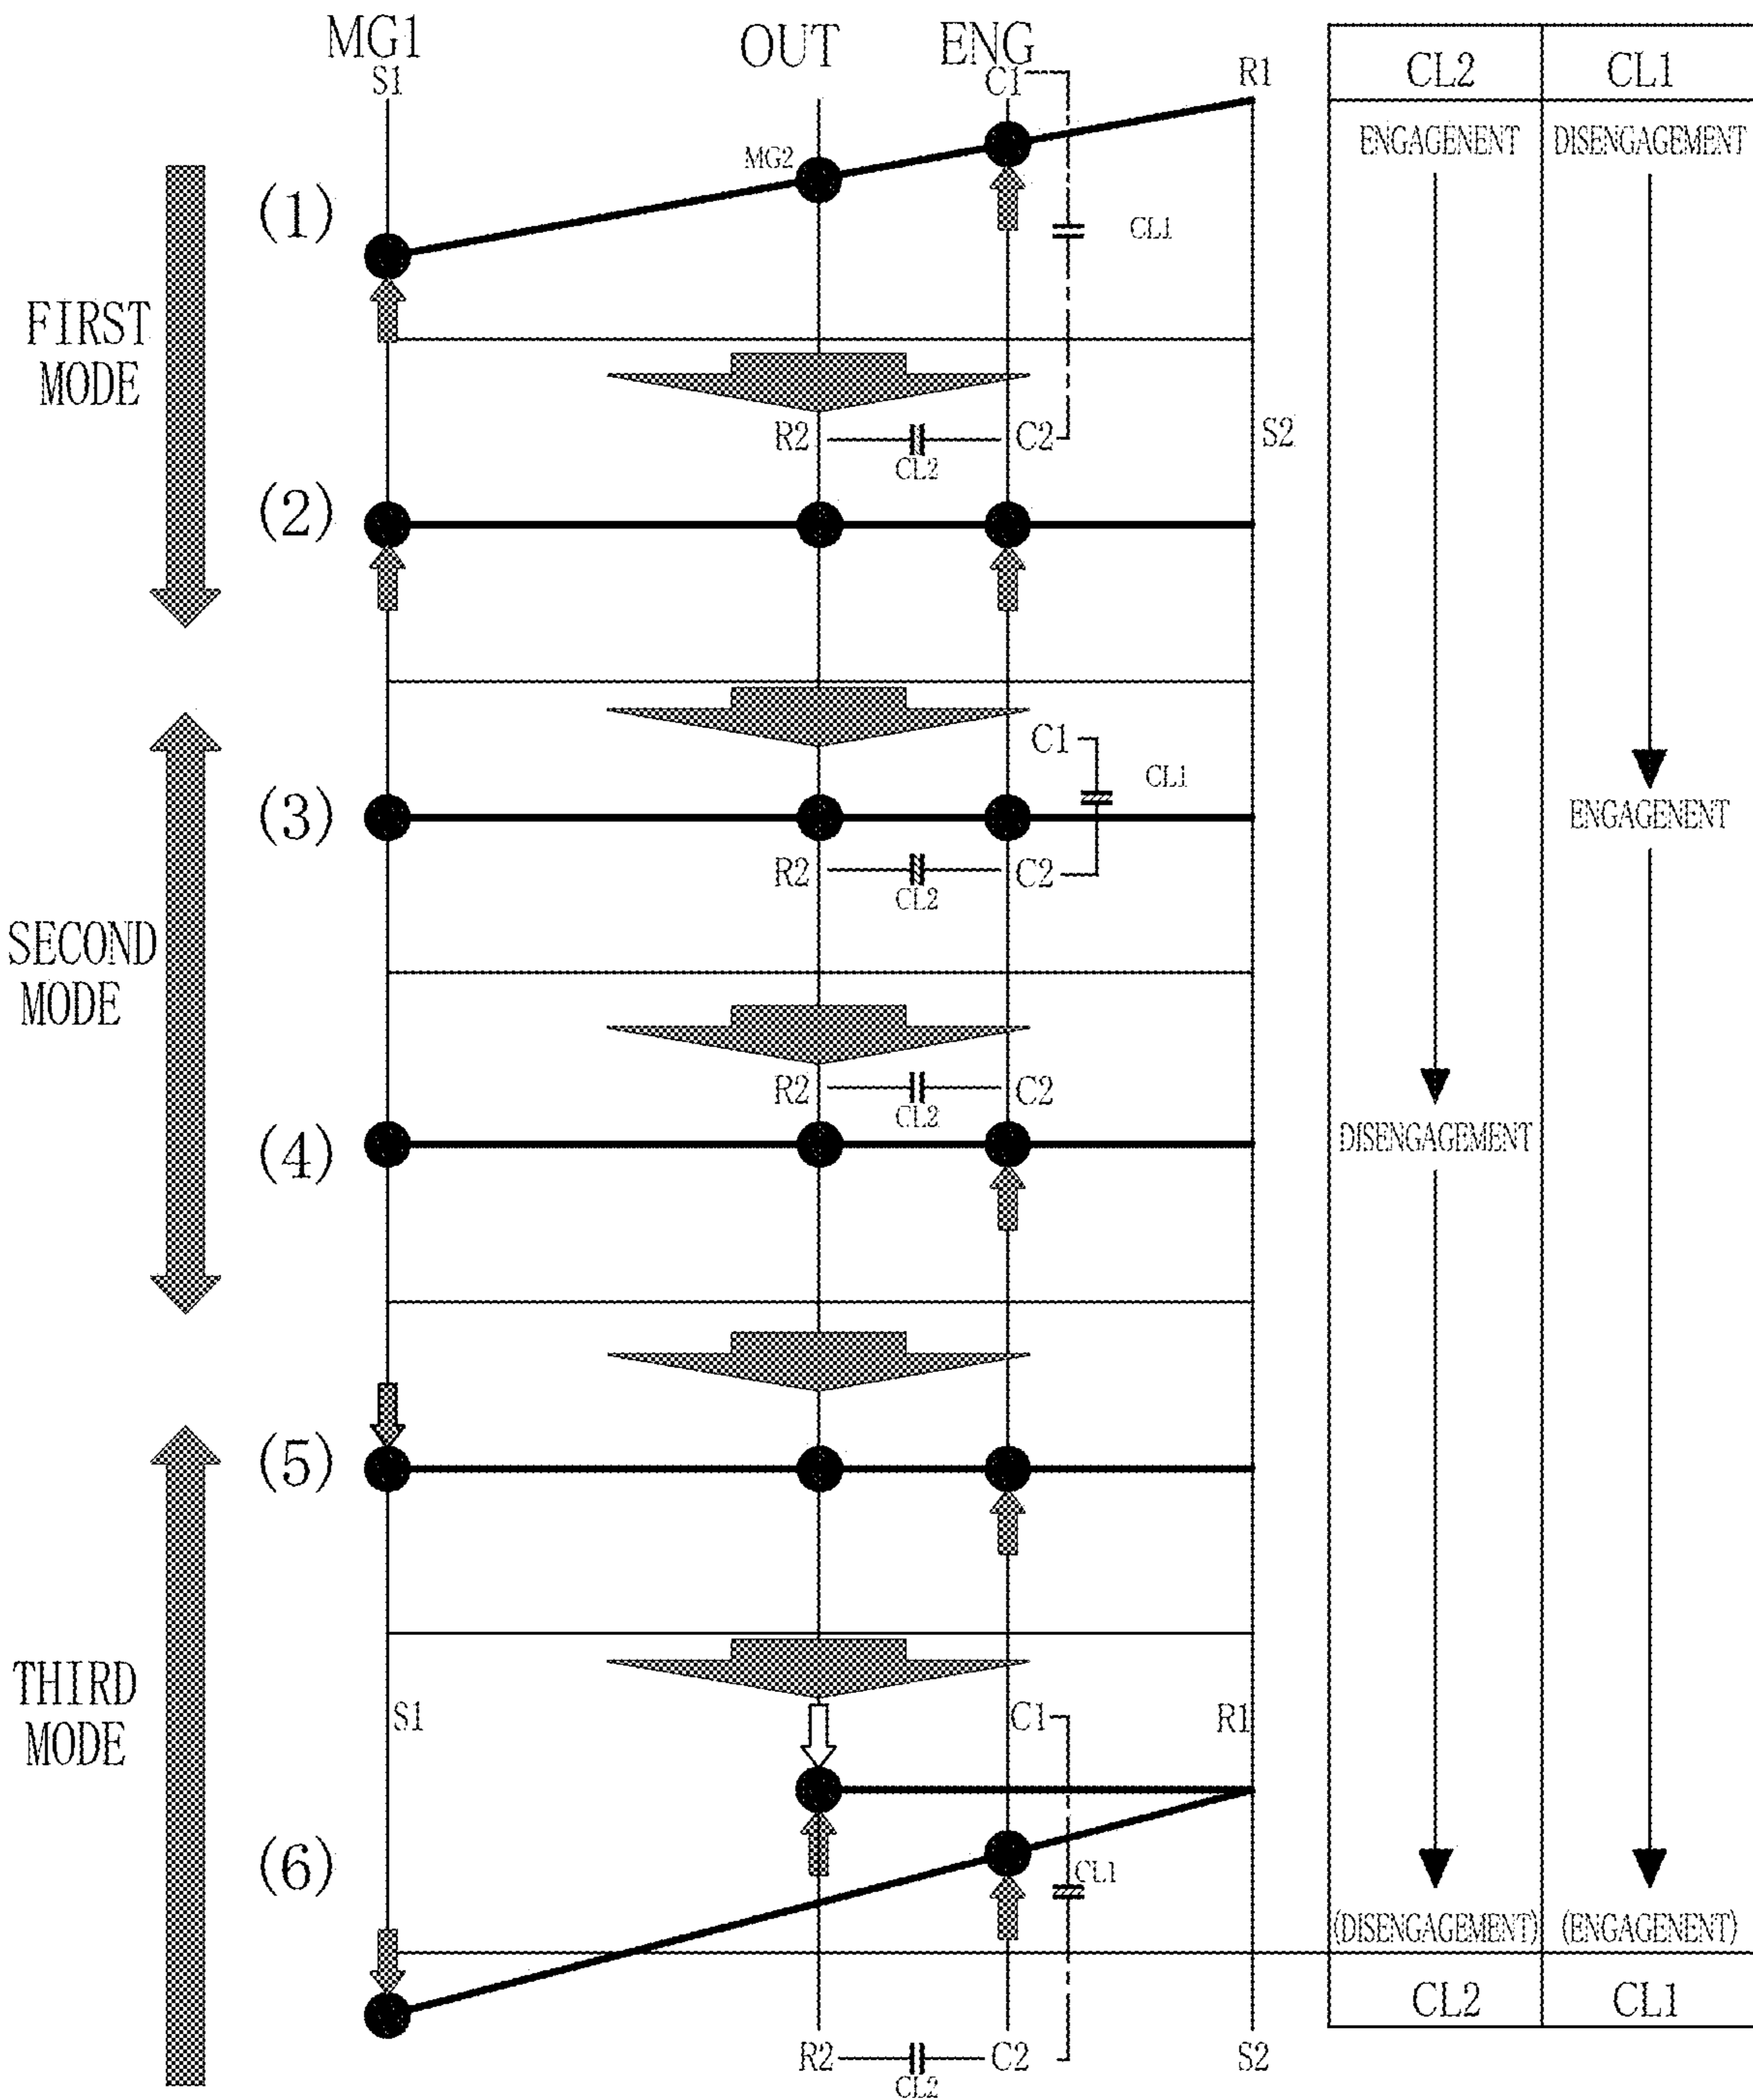 MG1
OUT
ENG
S1
C1
R1
CL2
CL1
ENGAGENENT
DISENGAGEMENT
MG2
(1)
CL1
FIRST
MODE
R2
C2
S2
CL2
(2)
C1
CL1
(3)
ENGAGENENT
R2
C2
CL2
SECOND
MODE
R2
C2
CL2
(4)
DISENGAGEMENT
(5)
THIRD
MODE
S1
C1
R1
(6)
CL1
(DISENGAGEMENT)
(ENGAGENENT)
CL2
CL1
R2
C2
S2
CL2